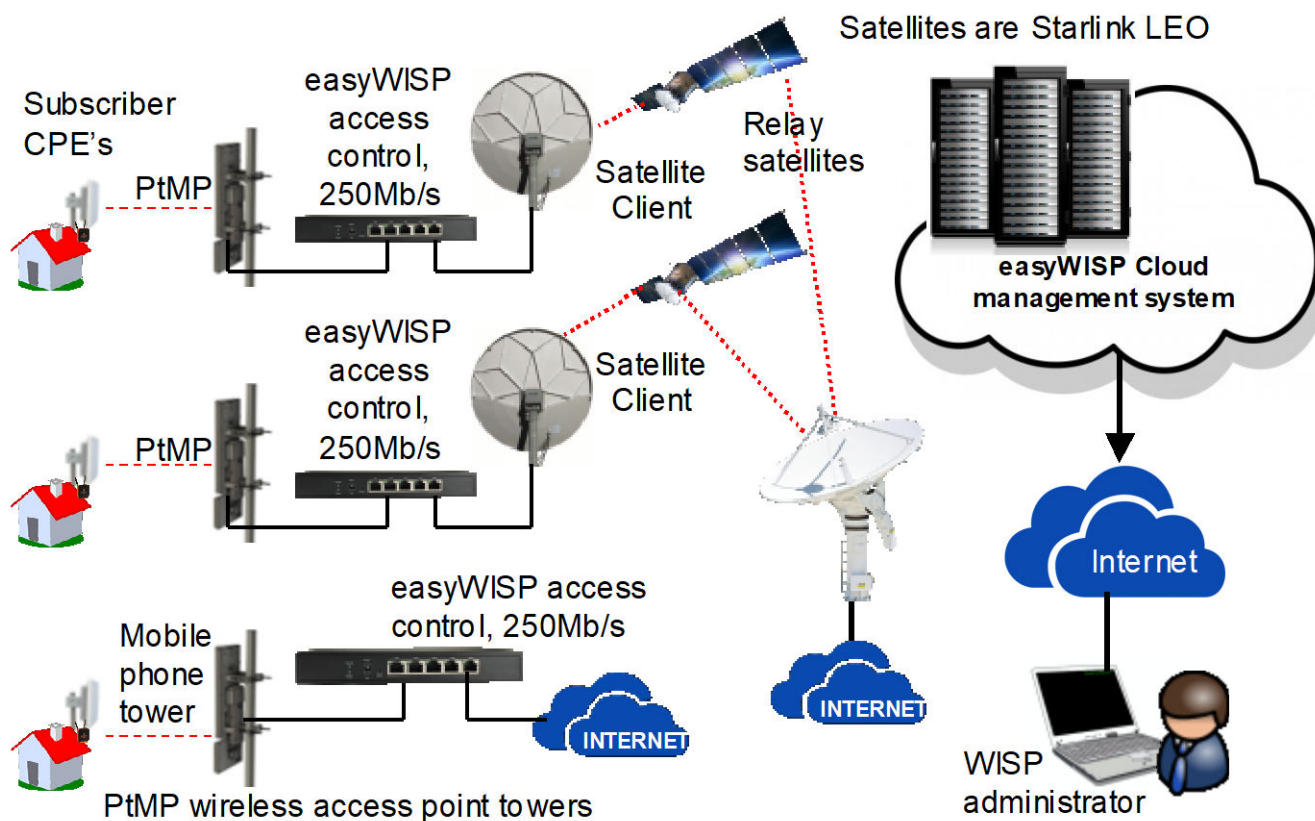 Satellites are Starlink LEO
easyWISP
access
control,
250Mb/s
Subscriber
CPE's
PtMP
Satellite
Client
Relay
satellites
easyWISP Cloud
management system
easyWISP
access
control,
250Mb/s
PtMP
Satellite
Client
Internet
easyWISP access
control, 250Mb/s
Mobile
phone
tower
INTERNET
INTERNET
WISP
administrator
PtMP wireless access point towers